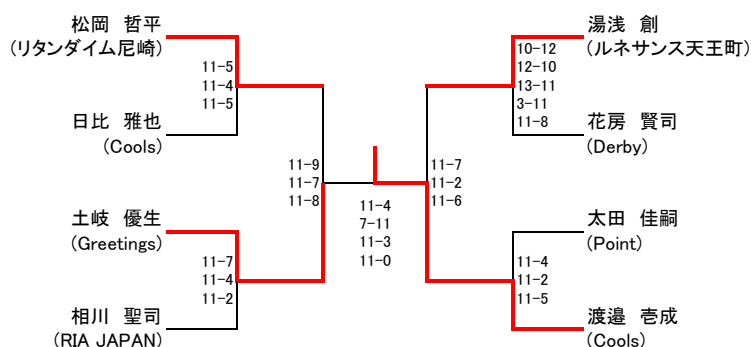 松岡 哲平
(リタンダイム尼崎)
11-5
11-4
11-5
日比 雅也
(Cools)
11-9
11-7
11-8
土岐 優生
(Greetings)
11-7
11-4
11-2
相川 聖司
(RIA JAPAN)
11-4
7-11
11-3
11-0
湯浅 創
(ルネサンス天王町)
10-12
12-10
13-11
3-11
11-8
花房 賢司
(Derby)
11-7
11-2
11-6
太田 佳嗣
(Point)
11-4
11-2
11-5
渡邉 壱成
(Cools)